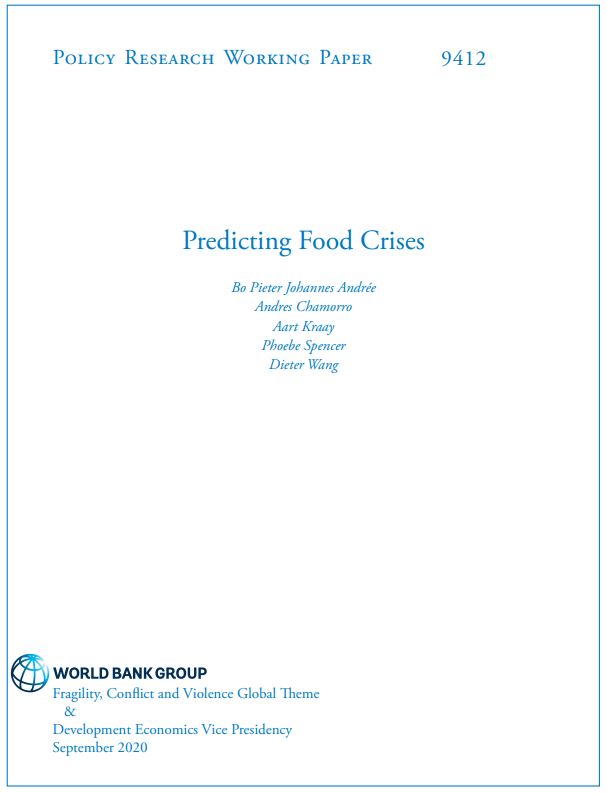 Policy Research Working Paper 9412
Predicting Food Crises
Bo Pieter Johannes Andrée
Andres Chamorro
Aart Kraay
Phoebe Spencer
Dieter Wang
WORLD BANK GROUP
Fragility, Conflict and Violence Global Theme
&
Development Economics Vice Presidency
September 2020